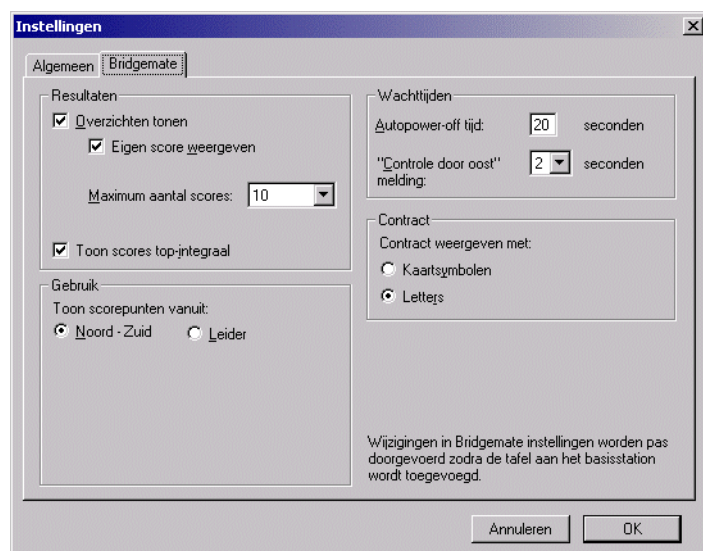 Instellingen
Algemeen
Bridgemate
Resultaten
Overzichten tonen
Eigen score weergeven
Maximum aantal scores: 10
Toon scores top-integraal
Gebruik
Toon scorepunten vanuit:
Noord - Zuid
Leider
Wachttijden
Autopower-off tijd: 20 seconden
"Controle door oost" 2 seconden
melding:
Contract
Contract weergeven met:
Kaartsymbolen
Letters
Wijzigingen in Bridgemate instellingen worden pas
doorgevoerd zodra de tafel aan het basisstation
wordt toegevoegd.
Annuleren
OK